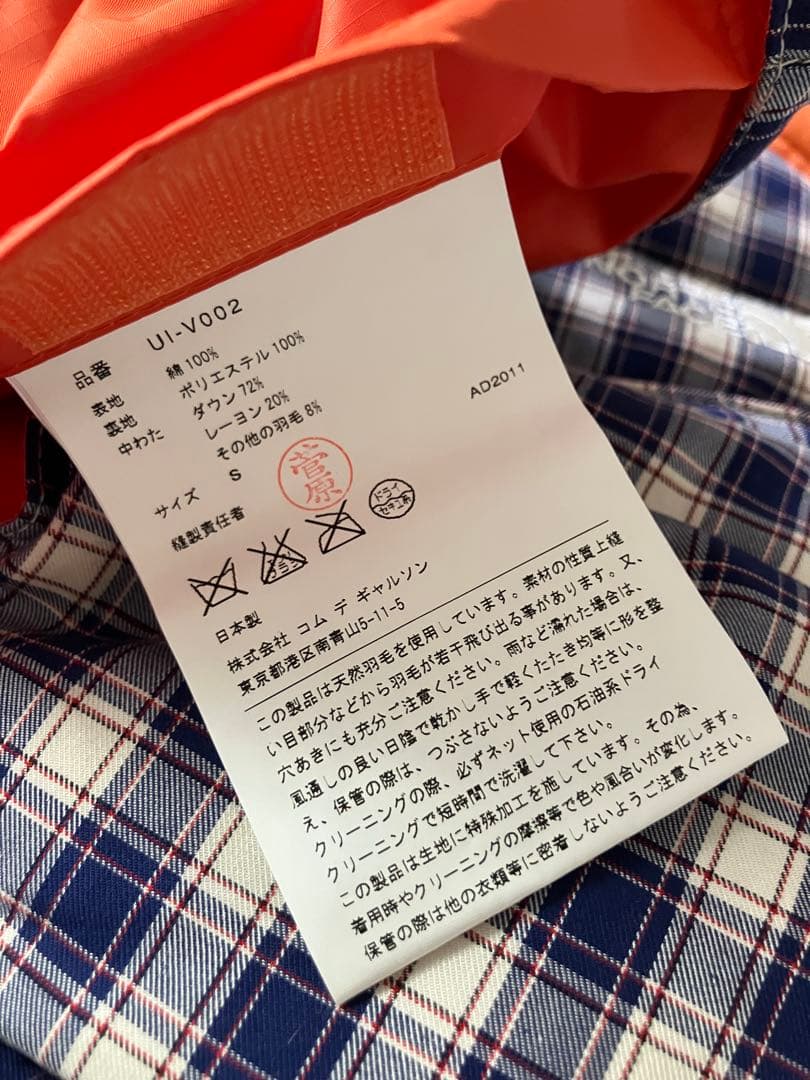 品番 UI-V002
表地 綿 100%
裏地 ポリエステル 100%
中わた ダウン 72%
レーヨン 20%
その他の羽毛 8%
AD2011
サイズ S
縫製責任者 菅原
ドライ
セキユ系
日本製
株式会社 コム デ ギャルソン
東京都港区南青山5-11-5
この製品は天然羽毛を使用しています。素材の性質上縫
い目部分などから羽毛が若干飛び出る事があります。又、
穴あきにも充分ご注意ください。雨など濡れた場合は、
風通しの良い日陰で乾かし手で軽くたたき均等に形を整
え、保管の際は、つぶさないようご注意ください。
クリーニングの際、必ずネット使用の石油系ドライ
クリーニングで短時間で洗濯して下さい。
この製品は生地に特殊加工を施しています。その為、
着用時やクリーニングの摩擦等で色や風合いが変化します。
保管の際は他の衣類等に密着しないようご注意ください。